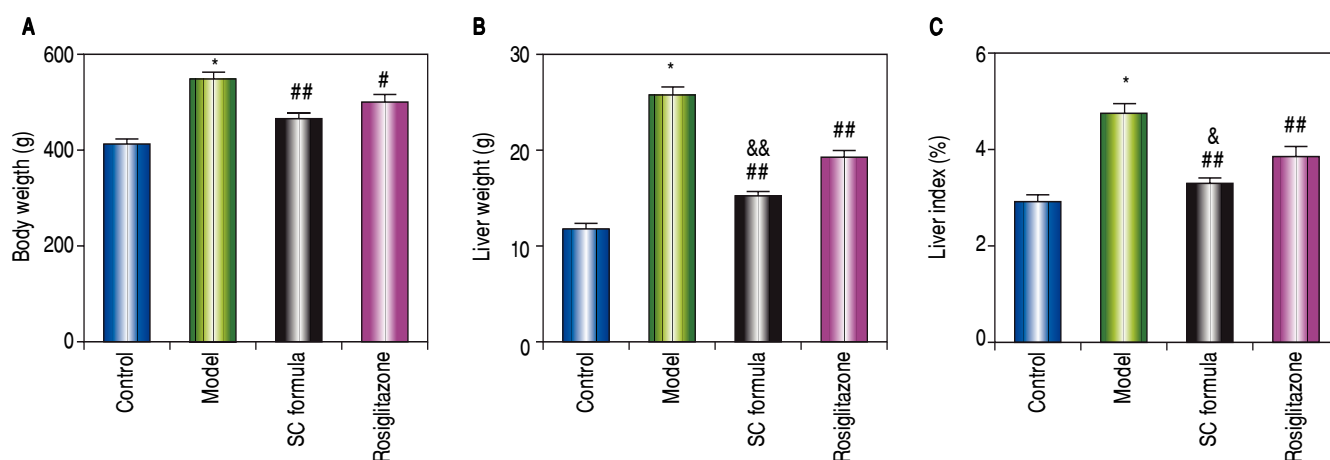 A
Body weigth (g)
600
400
200
0
*
##
#
Control
Model
SC formula
Rosiglitazone
B
Liver weight (g)
30
20
10
0
*
&&
##
##
Control
Model
SC formula
Rosiglitazone
C
Liver index (%)
6
4
2
0
*
&
##
##
Control
Model
SC formula
Rosiglitazone